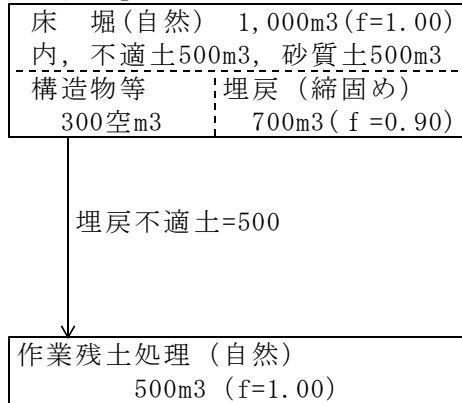 床　堀(自然)　1,000m3(f=1.00)
内, 不適土500m3, 砂質土500m3
構造物等
300空m3
埋戻 (締固め)
700m3( f =0.90)
埋戻不適土=500
作業残土処理 (自然)
500m3 (f=1.00)